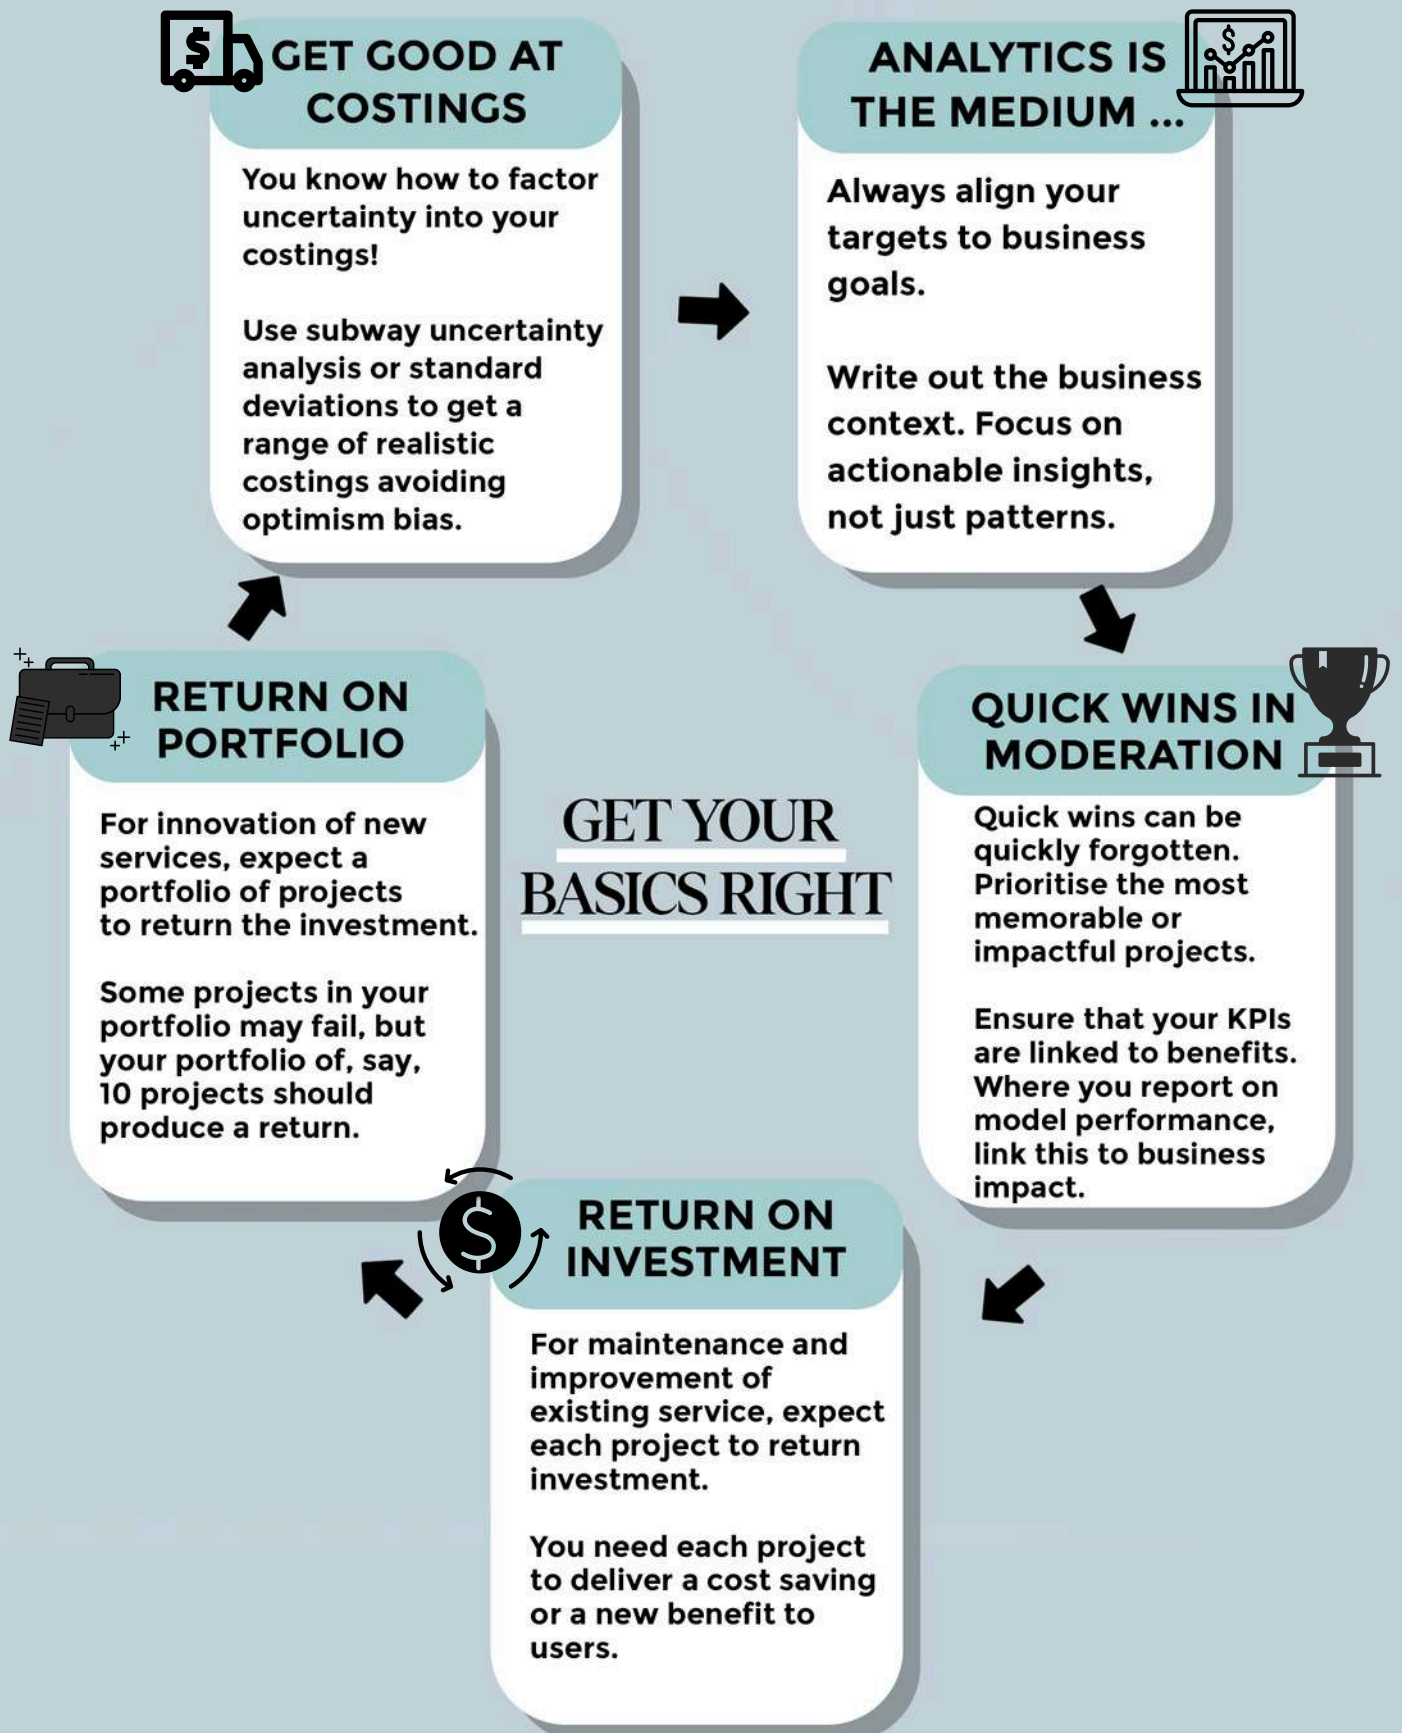 GET GOOD AT
COSTINGS
You know how to factor
uncertainty into your
costings!
Use subway uncertainty
analysis or standard
deviations to get a
range of realistic
costings avoiding
optimism bias.
ANALYTICS IS
THE MEDIUM ...
Always align your
targets to business
goals.
Write out the business
context. Focus on
actionable insights,
not just patterns.
QUICK WINS IN
MODERATION
Quick wins can be
quickly forgotten.
Prioritise the most
memorable or
impactful projects.
Ensure that your KPIs
are linked to benefits.
Where you report on
model performance,
link this to business
impact.
RETURN ON
INVESTMENT
For maintenance and
improvement of
existing service, expect
each project to return
investment.
You need each project
to deliver a cost saving
or a new benefit to
users.
RETURN ON
PORTFOLIO
For innovation of new
services, expect a
portfolio of projects
to return the investment.
Some projects in your
portfolio may fail, but
your portfolio of, say,
10 projects should
produce a return.
GET YOUR
BASICS RIGHT